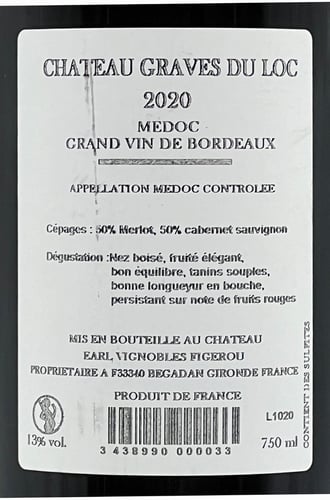 CHATEAU GRAVES DU LOC
2020
MEDOC
GRAND VIN DE BORDEAUX
APPELLATION MEDOC CONTROLEE
Cépages : 50% Merlot, 50% cabernet sauvignon
Dégustation :Nez boisé, fruité élégant,
bon équilibre, tanins souples,
bonne longueyur en bouche,
persistant sur note de fruits rouges
MIS EN BOUTEILLE AU CHATEAU
EARL VIGNOBLES FIGEROU
PROPRIETAIRE A F33340 BEGADAN GIRONDE FRANCE
PRODUIT DE FRANCE
L1020
13% vol.
750 ml
3 438990 000033
CONTIENT DES SULFITES